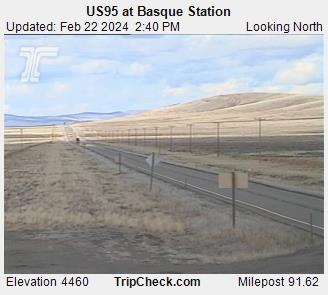 US95 at Basque Station
Updated: Feb 22 2024 2:40 PM Looking North
Elevation 4460 TripCheck.com Milepost 91.62